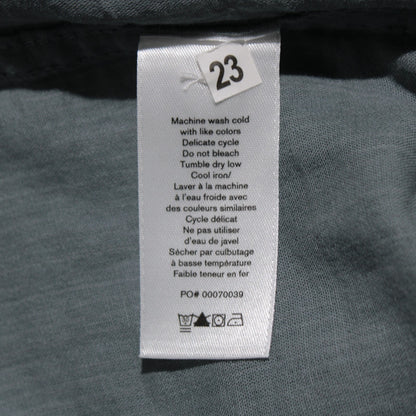 23
Machine wash cold
with like colors
Delicate cycle
Do not bleach
Tumble dry low
Cool iron/
Laver à la machine
à l'eau froide avec
des couleurs similaires
Cycle délicat
Ne pas utiliser
d'eau de javel
Sécher par culbutage
à basse température
Faible teneur en fer
PO# 00070039